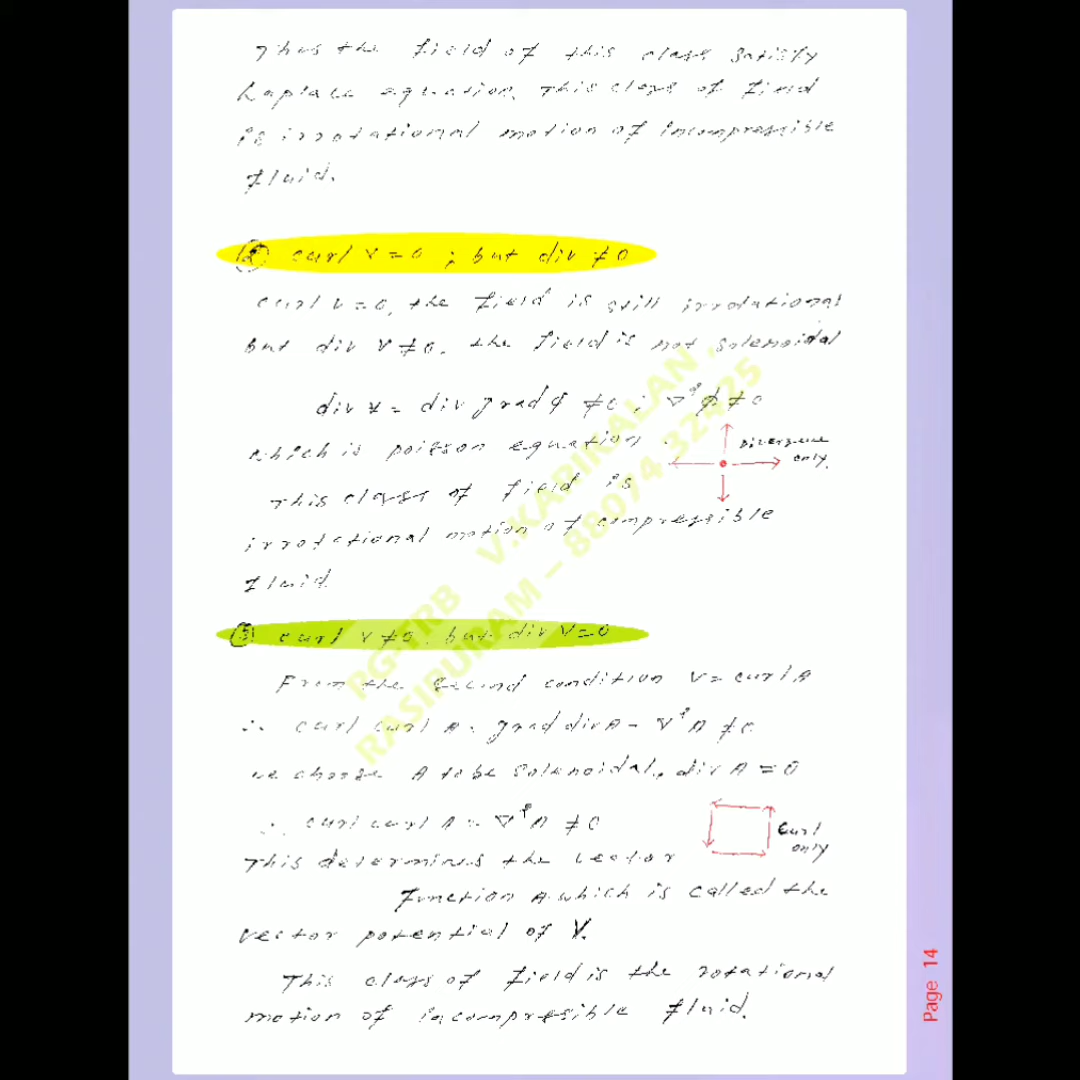 Thus the field of this class satisfy
Laplace equation. This class of field
is irrotational motion of incompressible
fluid.
② curl V = 0 ; but div ≠ 0
curl V = 0, the field is still irrotational
but div V ≠ 0. the field is not solenoidal
div V = div grad ϕ ≠ 0 ; ∇² ϕ ≠ 0
which is poisson equation.
Divergence
only.
This class of field is
irrotational motion of compressible
fluid.
③ curl V ≠ 0, but div V = 0
From the second condition V = curl A
∴ curl curl A = grad div A - ∇² A ≠ 0
we choose A to be solenoidal, div A = 0
∴ curl curl A = ∇² A ≠ 0
Curl
only
This determines the vector
function A which is called the
vector potential of V.
This class of field is the rotational
motion of incompressible fluid.
PG-TRB V.KABIKALAN,
RASIPURAM – 88074 32425
Page 14